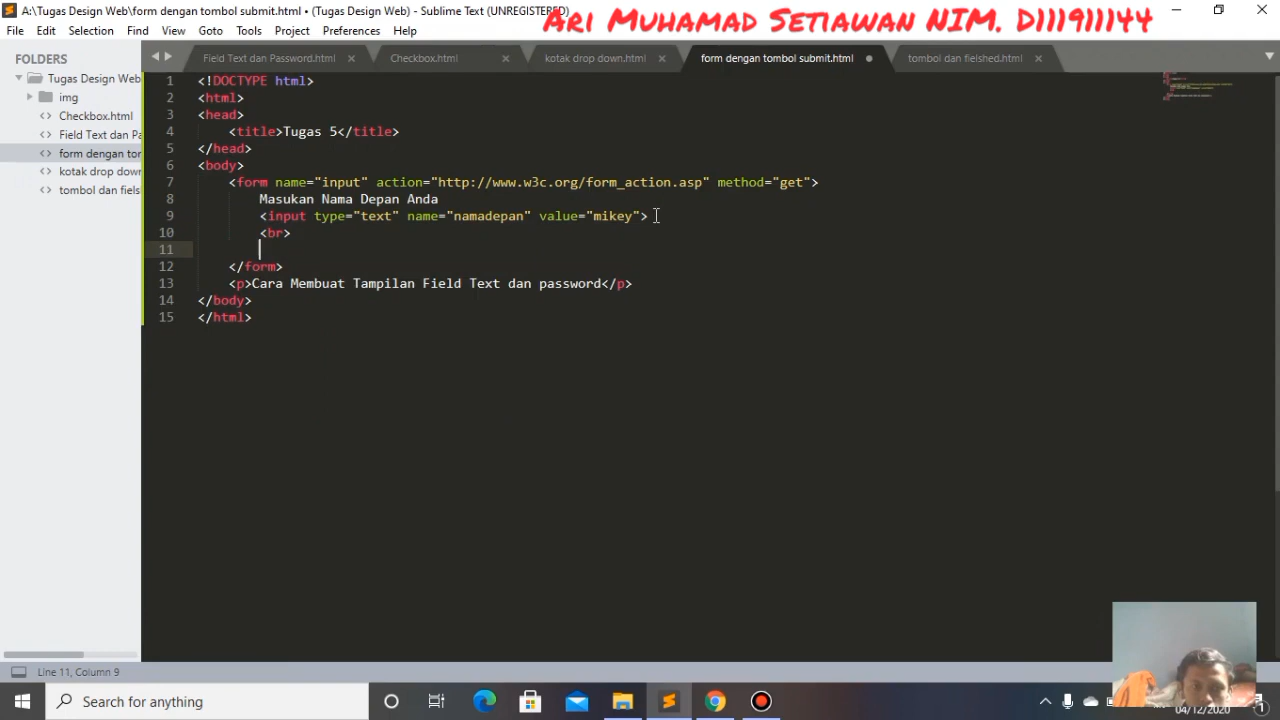 A:\Tugas Design Web\form dengan tombol submit.html • (Tugas Design Web) - Sublime Text (UNREGISTERED)
Ari Muhamad Setiawan NIM. D111911144
File Edit Selection Find View Goto Tools Project Preferences Help
FOLDERS
Tugas Design Web
img
Checkbox.html
Field Text dan Pa
form dengan tom
kotak drop down
tombol dan fielsh
Field Text dan Password.html
Checkbox.html
kotak drop down.html
form dengan tombol submit.html
tombol dan fielshed.html
1 <!DOCTYPE html>
2 <html>
3 <head>
4 <title>Tugas 5</title>
5 </head>
6 <body>
7 <form name="input" action="http://www.w3c.org/form_action.asp" method="get">
8 Masukan Nama Depan Anda
9 <input type="text" name="namadepan" value="mikey">
10 <br>
11
12 </form>
13 <p>Cara Membuat Tampilan Field Text dan password</p>
14 </body>
15 </html>
Line 11, Column 9
Search for anything
04/12/2020
1